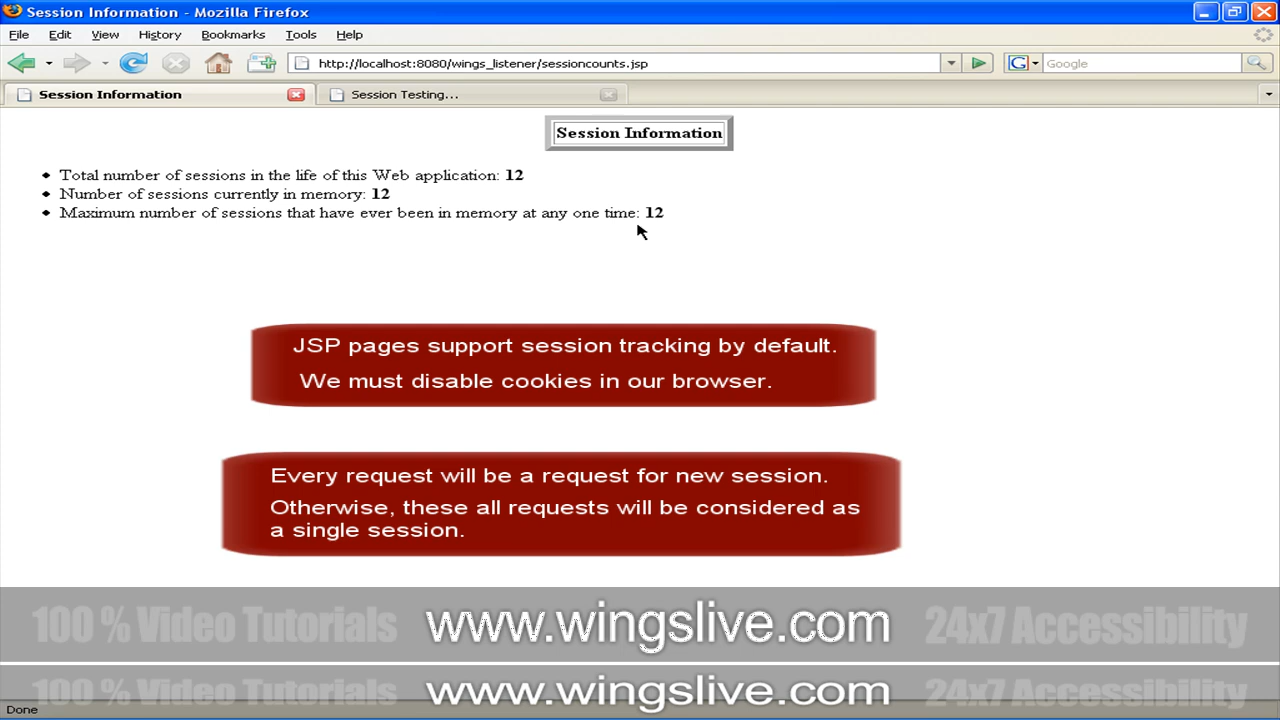 Session Information - Mozilla Firefox
File Edit View History Bookmarks Tools Help
http://localhost:8080/wings_listener/sessioncounts.jsp
G Google
Session Information Session Testing...
Session Information
Total number of sessions in the life of this Web application: 12
Number of sessions currently in memory: 12
Maximum number of sessions that have ever been in memory at any one time: 12
JSP pages support session tracking by default.
We must disable cookies in our browser.
Every request will be a request for new session.
Otherwise, these all requests will be considered as
a single session.
100 % Video Tutorials www.wingslive.com 24x7 Accessibility
100 % Video Tutorials www.wingslive.com 24x7 Accessibility
Done